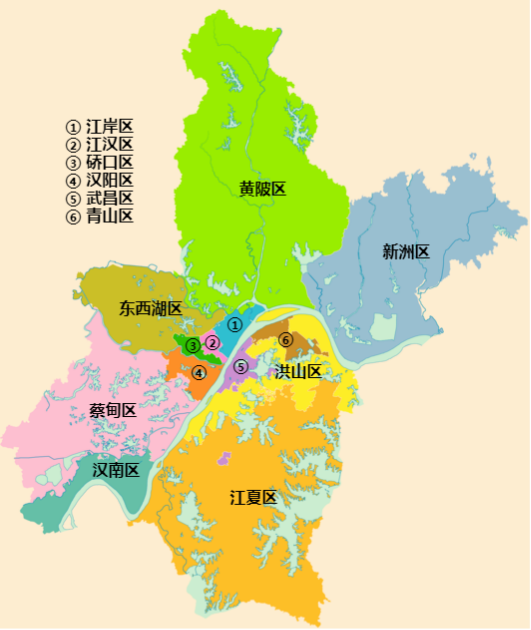 ① 江岸区
② 江汉区
③ 硚口区
④ 汉阳区
⑤ 武昌区
⑥ 青山区
黄陂区
新洲区
东西湖区
①
②
③
⑥
④
⑤
洪山区
蔡甸区
汉南区
江夏区